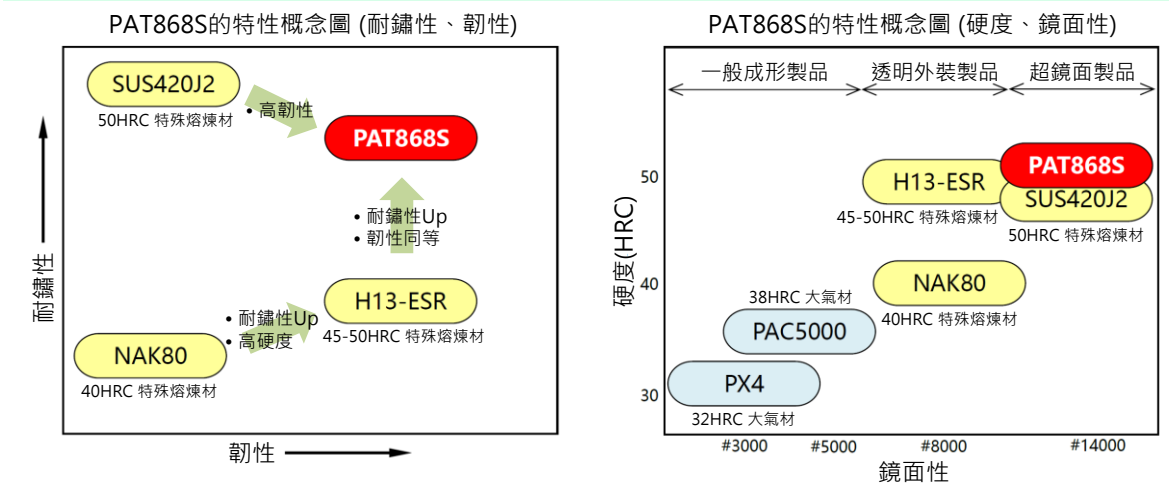 PAT868S的特性概念圖 (耐鏽性、韌性)
SUS420J2
50HRC 特殊熔煉材
• 高韌性
PAT868S
• 耐鏽性Up
• 韌性同等
H13-ESR
45-50HRC 特殊熔煉材
• 耐鏽性Up
• 高硬度
NAK80
40HRC 特殊熔煉材
耐鏽性
韌性
PAT868S的特性概念圖 (硬度、鏡面性)
一般成形製品
透明外裝製品
超鏡面製品
PAT868S
H13-ESR
SUS420J2
45-50HRC 特殊熔煉材
50HRC 特殊熔煉材
NAK80
40HRC 特殊熔煉材
38HRC 大氣材
PAC5000
PX4
32HRC 大氣材
50
40
30
硬度(HRC)
#3000
#5000
#8000
#14000
鏡面性